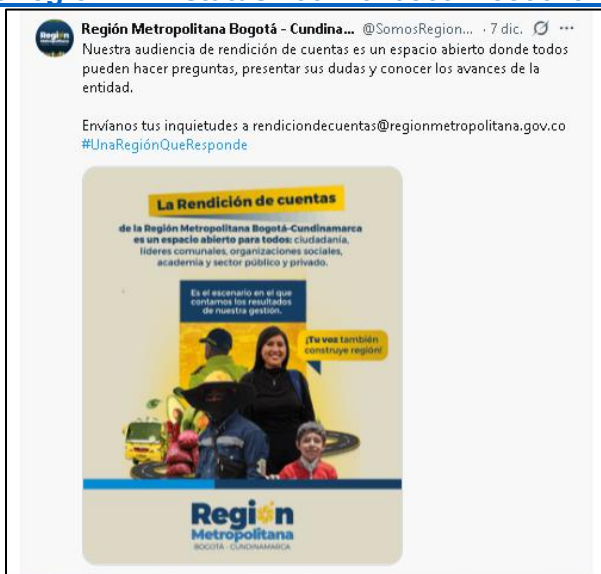 Región Metropolitana Bogotá - Cundina... @SomosRegion... · 7 dic.
Nuestra audiencia de rendición de cuentas es un espacio abierto donde todos
pueden hacer preguntas, presentar sus dudas y conocer los avances de la
entidad.
Envíanos tus inquietudes a rendiciondecuentas@regionmetropolitana.gov.co
#UnaRegiónQueResponde
La Rendición de cuentas
de la Región Metropolitana Bogotá-Cundinamarca
es un espacio abierto para todos: ciudadanía,
líderes comunales, organizaciones sociales,
academia y sector público y privado.
Es el escenario en el que
contamos los resultados
de nuestra gestión.
¡Tu voz también
construye región!
Región
Metropolitana
BOGOTÁ - CUNDINAMARCA